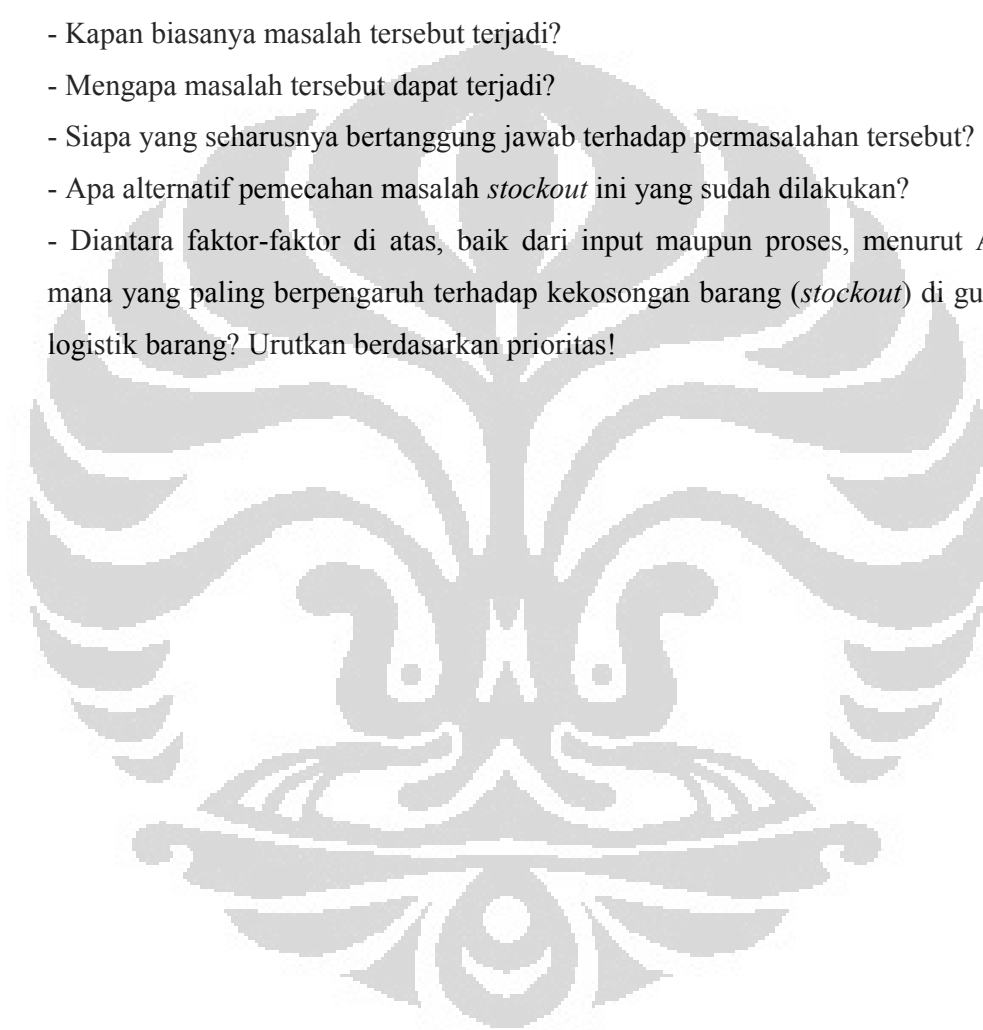 - Kapan biasanya masalah tersebut terjadi?
- Mengapa masalah tersebut dapat terjadi?
- Siapa yang seharusnya bertanggung jawab terhadap permasalahan tersebut?
- Apa alternatif pemecahan masalah stockout ini yang sudah dilakukan?
- Diantara faktor-faktor di atas, baik dari input maupun proses, menurut
mana yang paling berpengaruh terhadap kekosongan barang (stockout) di
logistik barang? Urutkan berdasarkan prioritas!